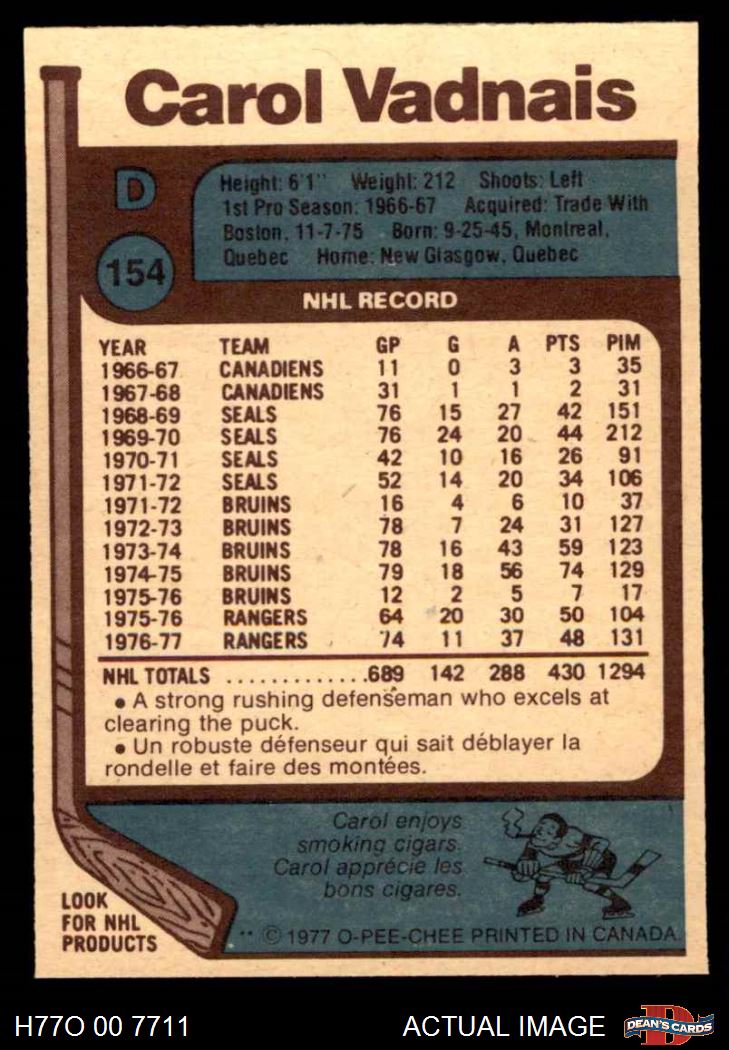 Carol Vadnais
D
Height: 6'1" Weight: 212 Shoots: Left
1st Pro Season: 1966-67 Acquired: Trade With
Boston, 11-7-75 Born: 9-25-45, Montreal,
Quebec Home: New Glasgow, Quebec
154
NHL RECORD
YEAR TEAM GP G A PTS PIM
1966-67 CANADIENS 11 0 3 3 35
1967-68 CANADIENS 31 1 1 2 31
1968-69 SEALS 76 15 27 42 151
1969-70 SEALS 76 24 20 44 212
1970-71 SEALS 42 10 16 26 91
1971-72 SEALS 52 14 20 34 106
1971-72 BRUINS 16 4 6 10 37
1972-73 BRUINS 78 7 24 31 127
1973-74 BRUINS 78 16 43 59 123
1974-75 BRUINS 79 18 56 74 129
1975-76 BRUINS 12 2 5 7 17
1975-76 RANGERS 64 20 30 50 104
1976-77 RANGERS 74 11 37 48 131
NHL TOTALS .............689 142 288 430 1294
• A strong rushing defenseman who excels at
clearing the puck.
• Un robuste défenseur qui sait déblayer la
rondelle et faire des montées.
Carol enjoys
smoking cigars.
Carol apprécie les
bons cigares.
LOOK
FOR NHL
PRODUCTS
** © 1977 O-PEE-CHEE PRINTED IN CANADA
H77O 00 7711 ACTUAL IMAGE
D
DEAN'S CARDS